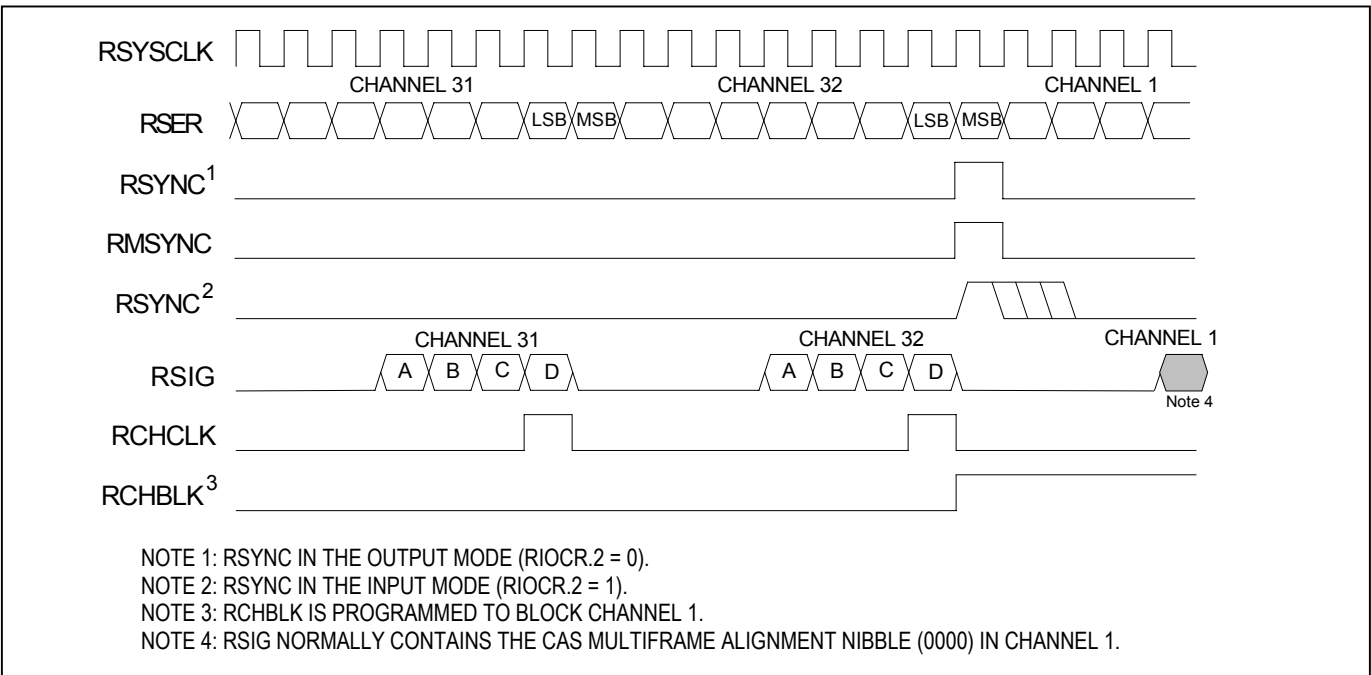 RSYSCLK
CHANNEL 31 CHANNEL 32 CHANNEL 1
RSER LSB MSB LSB MSB
RSYNC1
RMSYNC
RSYNC2
CHANNEL 31 CHANNEL 32 CHANNEL 1
RSIG A B C D A B C D
Note 4
RCHCLK
RCHBLK3
NOTE 1: RSYNC IN THE OUTPUT MODE (RIOCR.2 = 0).
NOTE 2: RSYNC IN THE INPUT MODE (RIOCR.2 = 1).
NOTE 3: RCHBLK IS PROGRAMMED TO BLOCK CHANNEL 1.
NOTE 4: RSIG NORMALLY CONTAINS THE CAS MULTIFRAME ALIGNMENT NIBBLE (0000) IN CHANNEL 1.